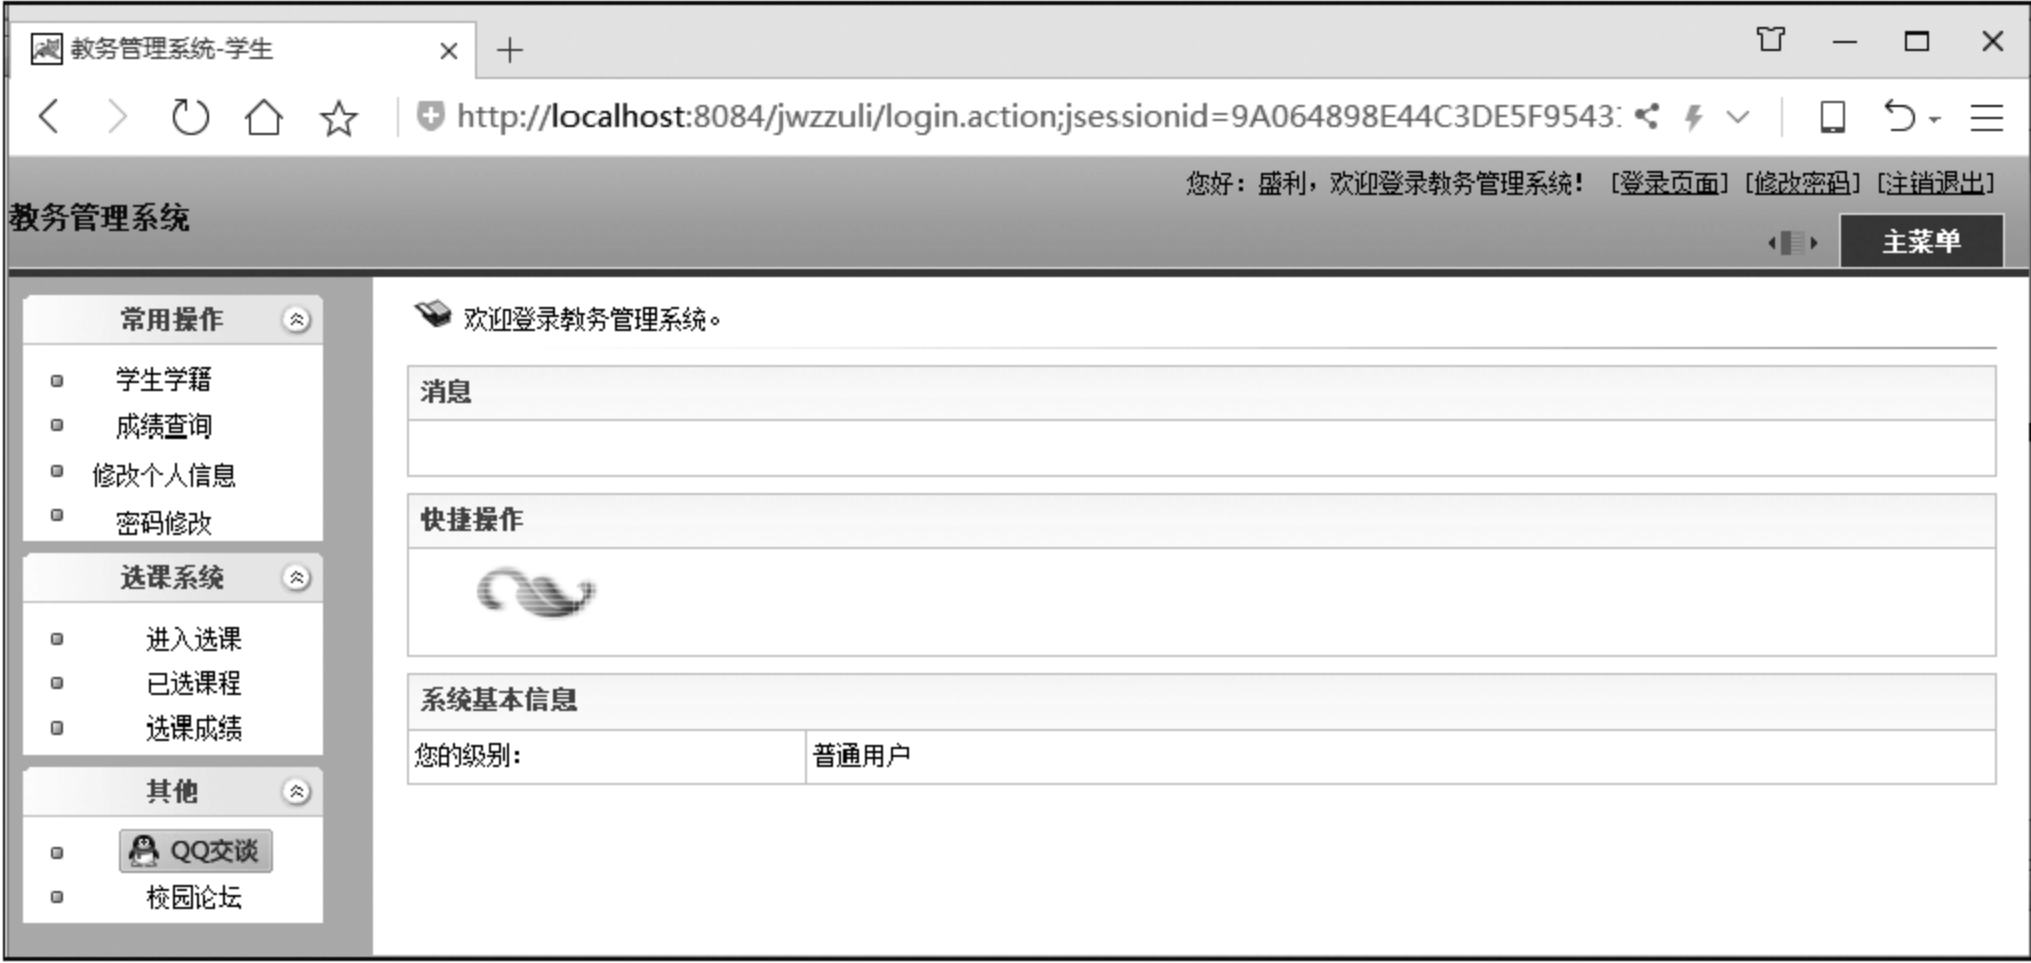 教务管理系统-学生
http://localhost:8084/jwzzuli/login.action;jsessionid=9A064898E44C3DE5F9543
您好：盛利，欢迎登录教务管理系统！ [登录页面] [修改密码] [注销退出]
教务管理系统
主菜单
常用操作
学生学籍
成绩查询
修改个人信息
密码修改
选课系统
进入选课
已选课程
选课成绩
其他
QQ交谈
校园论坛
欢迎登录教务管理系统。
消息
快捷操作
系统基本信息
您的级别： 普通用户